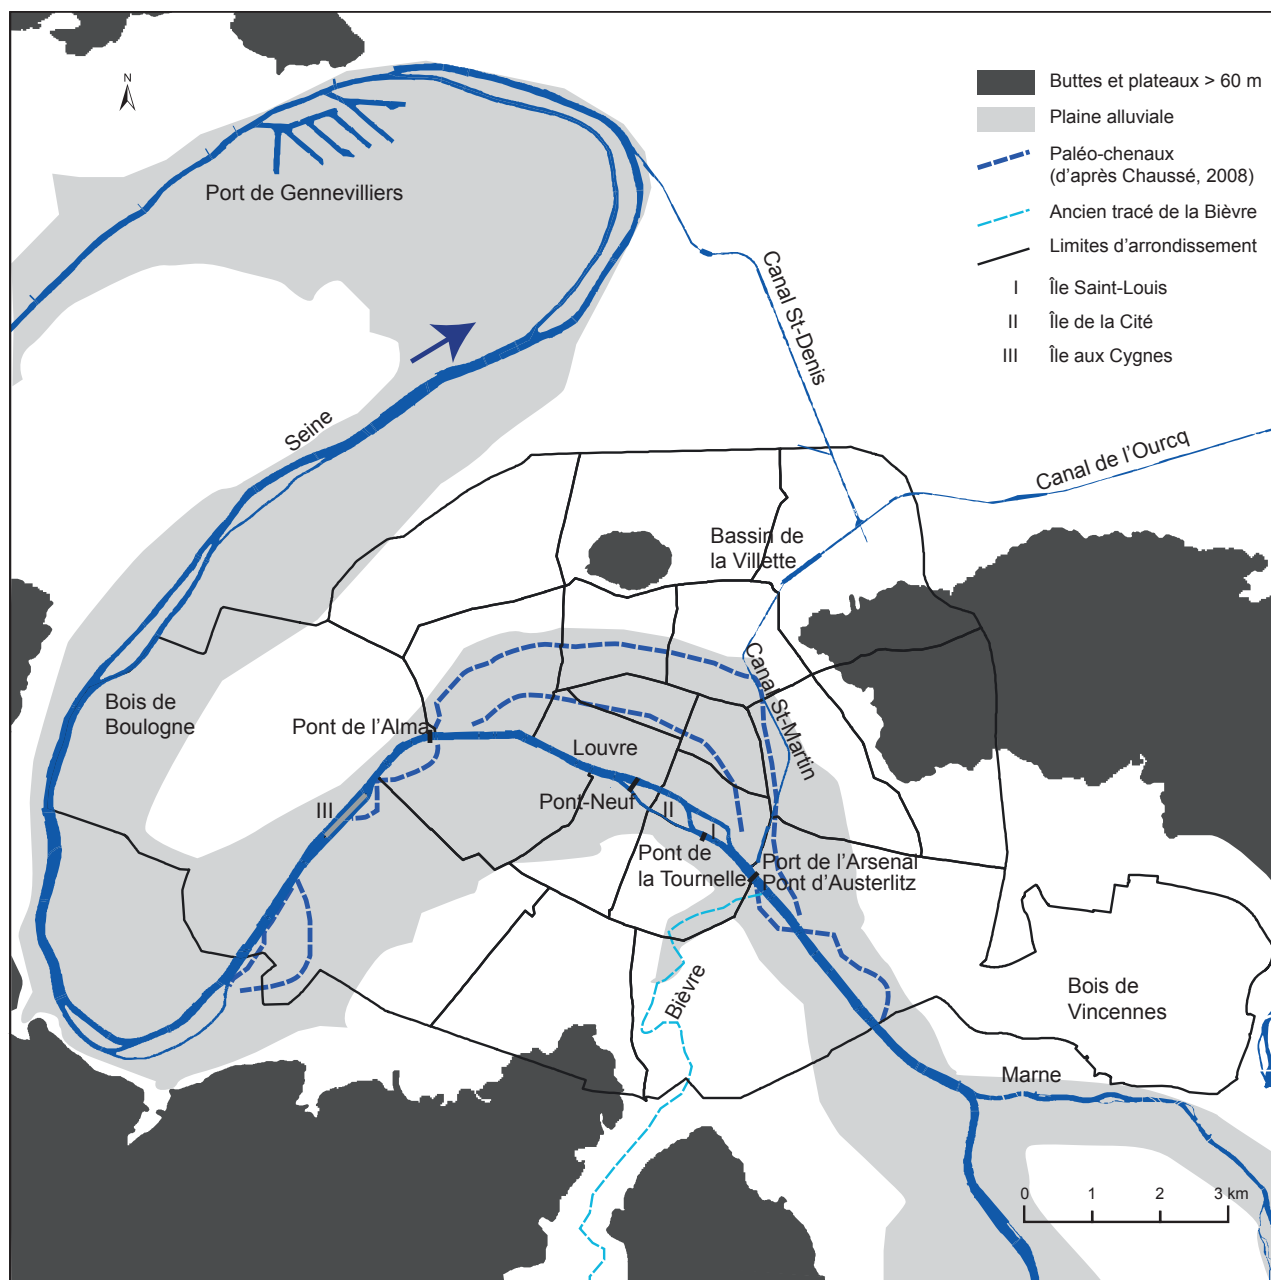 N
Buttes et plateaux > 60 m
Plaine alluviale
Paléo-chenaux
(d'après Chaussé, 2008)
Ancien tracé de la Bièvre
Limites d'arrondissement
I Île Saint-Louis
II Île de la Cité
III Île aux Cygnes
Port de Gennevilliers
Canal St-Denis
Seine
Canal de l'Ourcq
Bassin de
la Villette
Canal St-Martin
Bois de
Boulogne
Pont de l'Alma
Louvre
III
Pont-Neuf
II
I
Pont de
la Tournelle
Port de l'Arsenal
Pont d'Austerlitz
Bièvre
Bois de
Vincennes
Marne
0 1 2 3 km